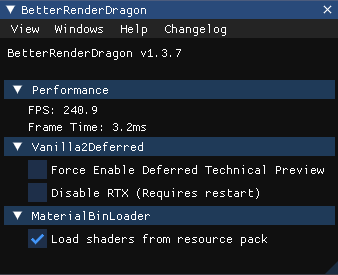 BetterRenderDragon
View Windows Help Changelog
BetterRenderDragon v1.3.7
Performance
FPS: 240.9
Frame Time: 3.2ms
Vanilla2Deferred
Force Enable Deferred Technical Preview
Disable RTX (Requires restart)
MaterialBinLoader
Load shaders from resource pack